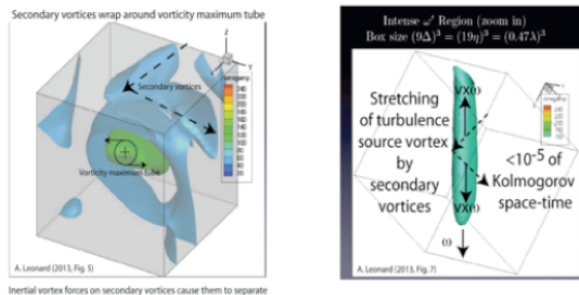 Secondary vortices wrap around vorticity maximum tube
Z
Y
Secondary vortices
Vorticity maximum tube
A. Leonard (2013, Fig. 5)
Inertial vortex forces on secondary vortices cause them to separate
Intense ω' Region (zoom in)
Box size (9Δ)³ = (19η)³ = (0.47λ)³
VXω
Stretching
of turbulence
source vortex
by
secondary
vortices
<10⁻⁵ of
Kolmogorov
space-time
VXω
ω
A. Leonard (2013, Fig. 7)